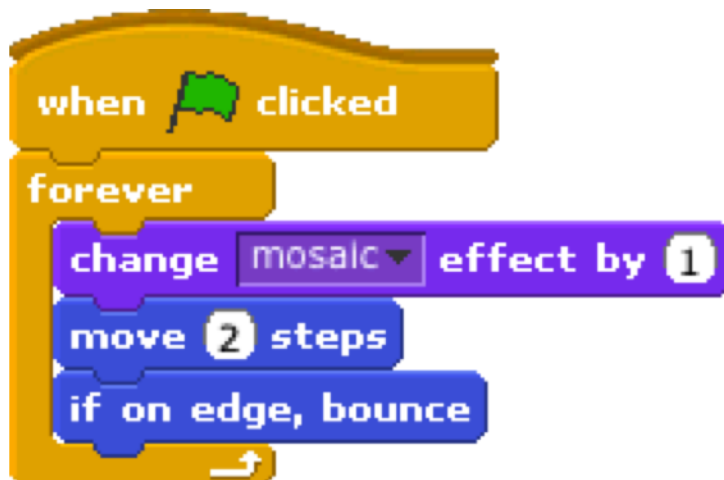 when clicked
forever
change mosaic effect by 1
move 2 steps
if on edge, bounce